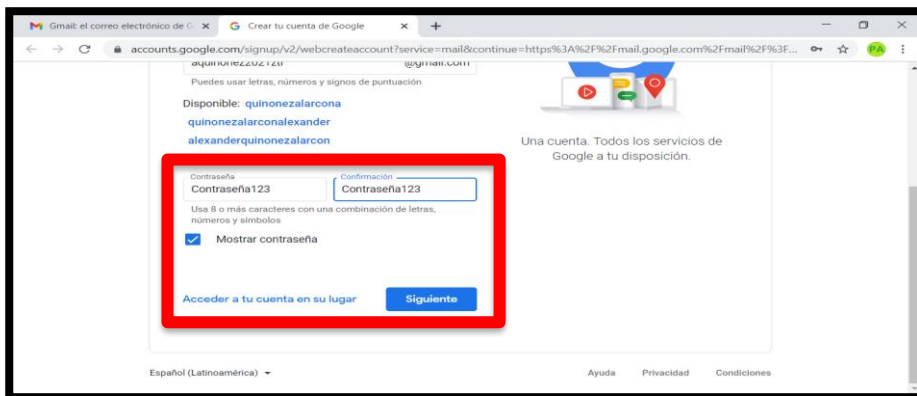 Gmail: el correo electrónico de G
Crear tu cuenta de Google
accounts.google.com/signup/v2/webcreateaccount?service=mail&continue=https%3A%2F%2Fmail.google.com%2Fmail%2F%3F...
PA
@gmail.com
Puedes usar letras, números y signos de puntuación
Disponible: quinonezalarcona
quinonezalarconalexander
alexanderquinonezalarcon
Una cuenta. Todos los servicios de
Google a tu disposición.
Contraseña Confirmación
Contraseña123 Contraseña123
Usa 8 o más caracteres con una combinación de letras,
números y símbolos
Mostrar contraseña
Acceder a tu cuenta en su lugar Siguiente
Español (Latinoamérica) Ayuda Privacidad Condiciones